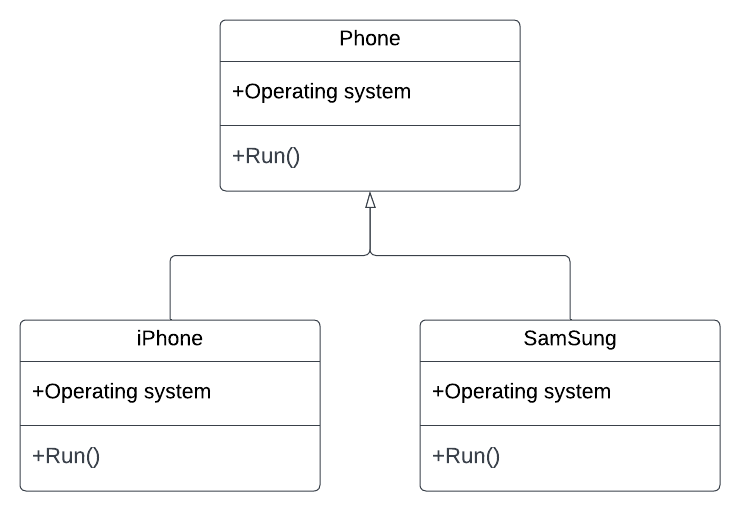 Phone
+Operating system
+Run()
iPhone
+Operating system
+Run()
SamSung
+Operating system
+Run()